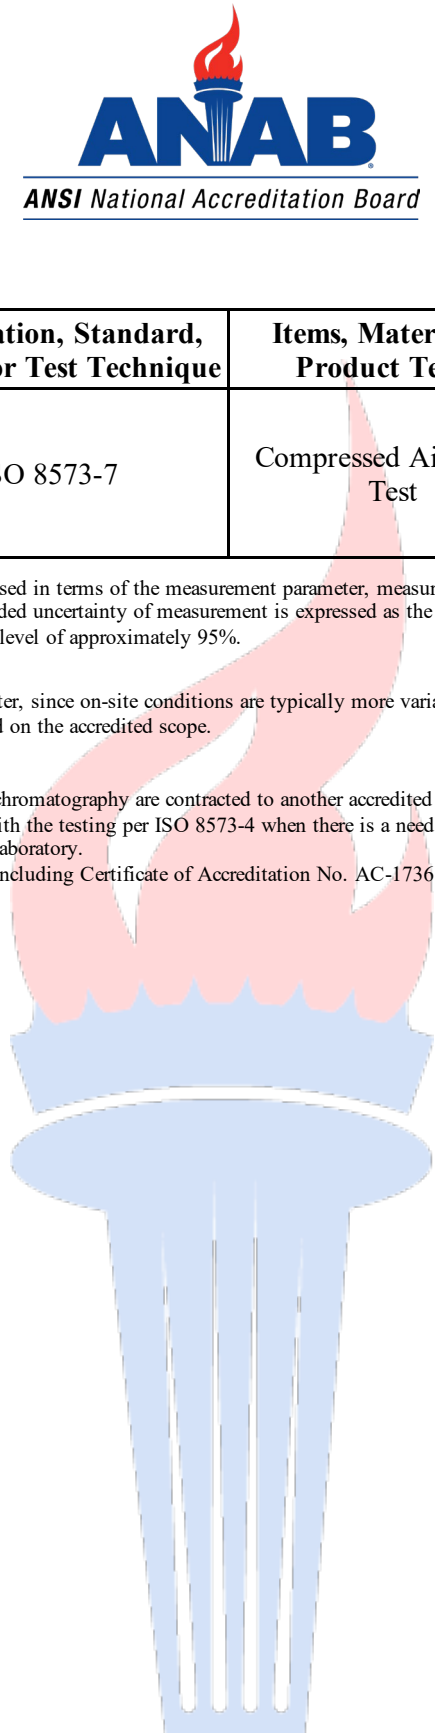 ANAB
ANSI National Accreditation Board
ation, Standard,
or Test Technique
Items, Mater
Product Te
SO 8573-7
Compressed Ai
Test
sed in terms of the measurement parameter, measur
ded uncertainty of measurement is expressed as the
level of approximately 95%.
ter, since on-site conditions are typically more varia
d on the accredited scope.
chromatography are contracted to another accredited
ith the testing per ISO 8573-4 when there is a need
aboratory.
ncluding Certificate of Accreditation No. AC-1736